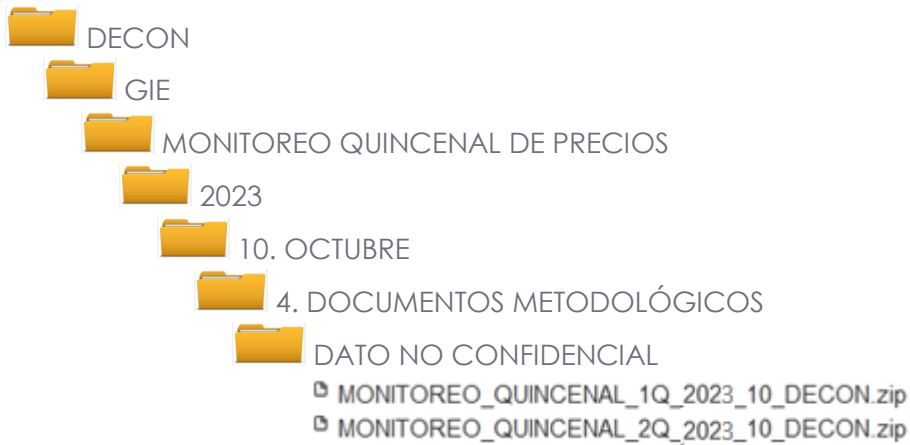 DECON
GIE
MONITOREO QUINCENAL DE PRECIOS
2023
10. OCTUBRE
4. DOCUMENTOS METODOLÓGICOS
DATO NO CONFIDENCIAL
MONITOREO_QUINCENAL_1Q_2023_10_DECON.zip
MONITOREO_QUINCENAL_2Q_2023_10_DECON.zip